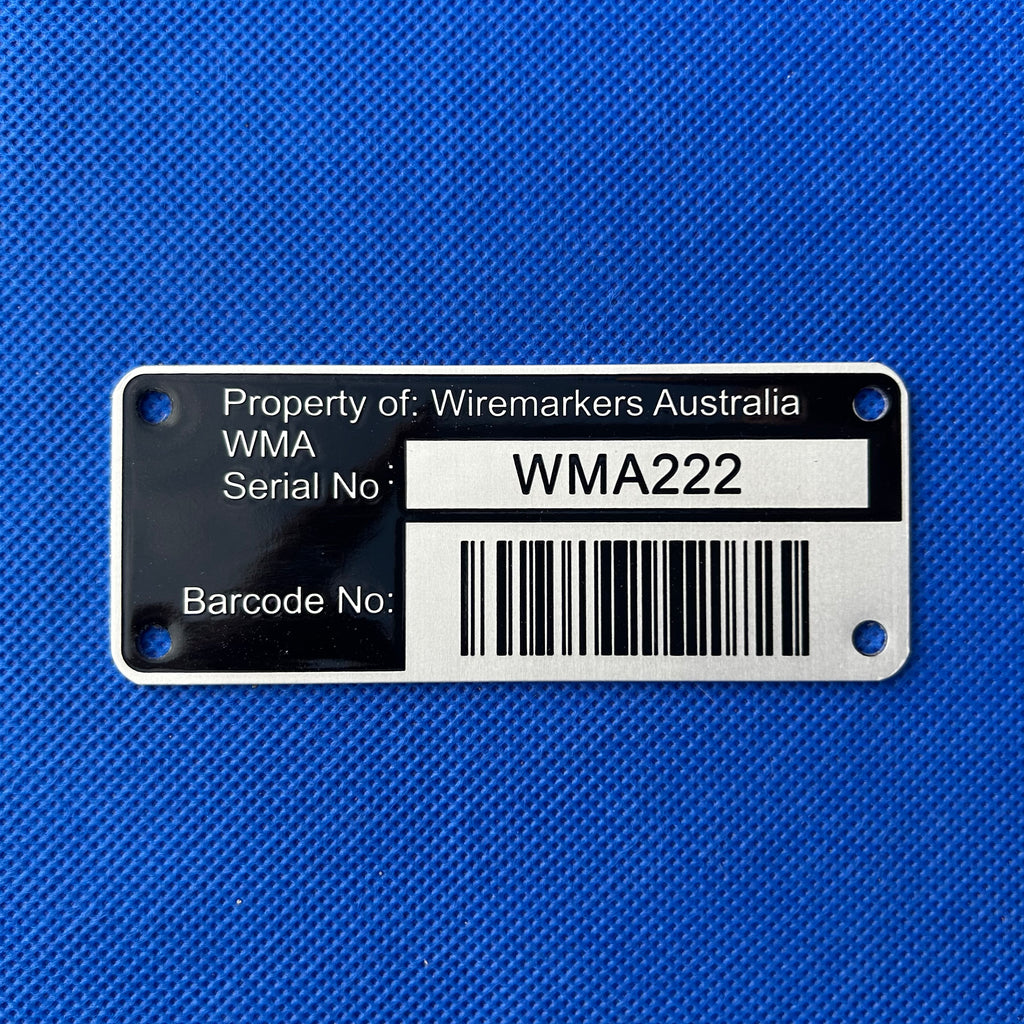 Property of: Wiremarkers Australia
WMA
Serial No : WMA222
Barcode No: